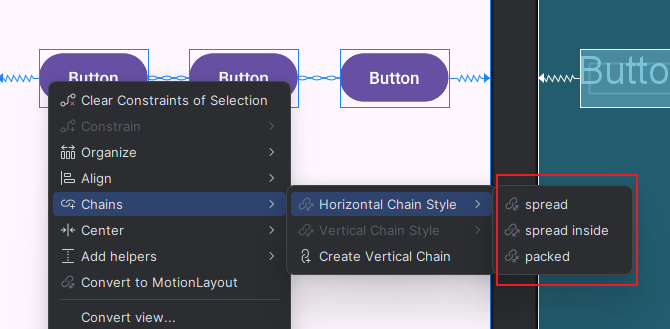 Button
Button
Button
Butto
Clear Constraints of Selection
Constrain
Organize
Align
Chains
Horizontal Chain Style
spread
Center
Vertical Chain Style
spread inside
Add helpers
Create Vertical Chain
packed
Convert to MotionLayout
Convert view...